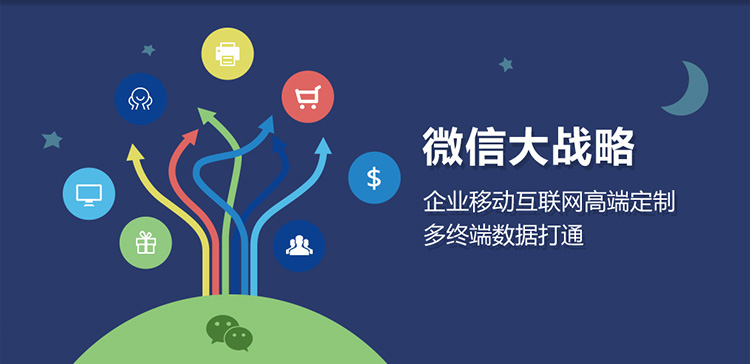 微信大战略
企业移动互联网高端定制
多终端数据打通